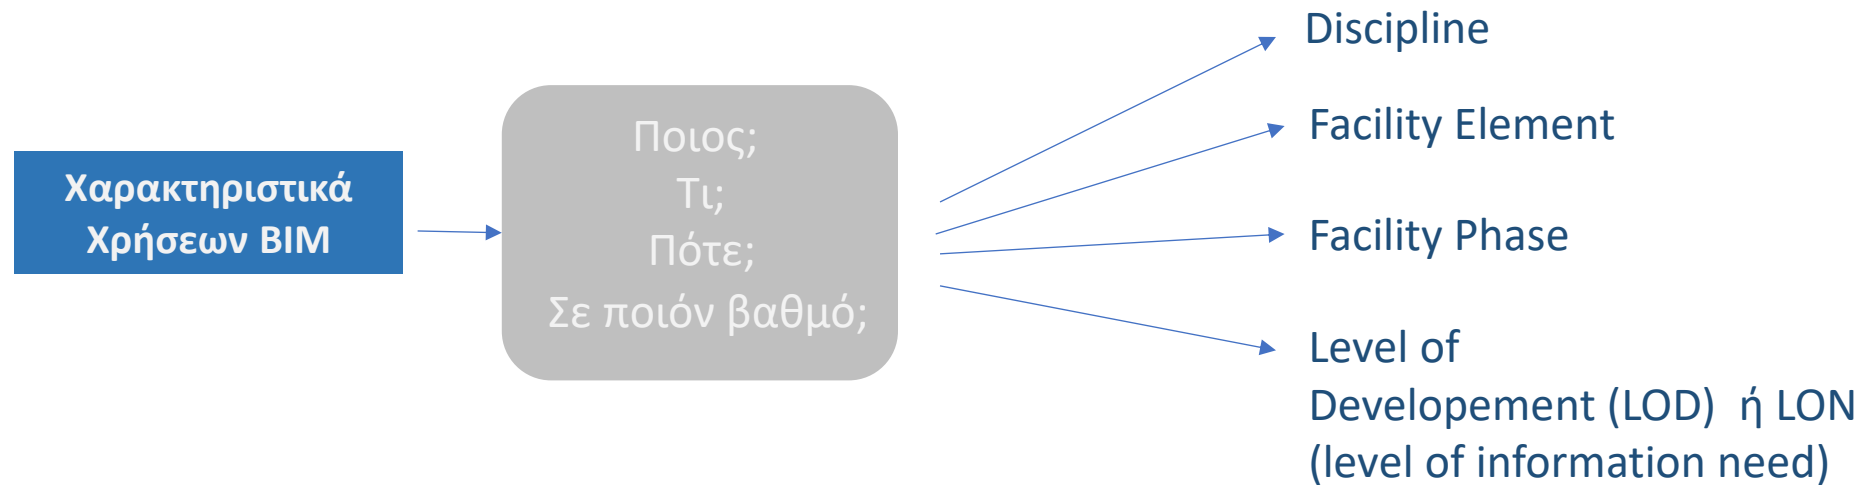 Χαρακτηριστικά
Χρήσεων BIM
Ποιος;
Τι;
Πότε;
Σε ποιόν βαθμό;
Discipline
Facility Element
Facility Phase
Level of
Developement (LOD) ή LON
(level of information need)